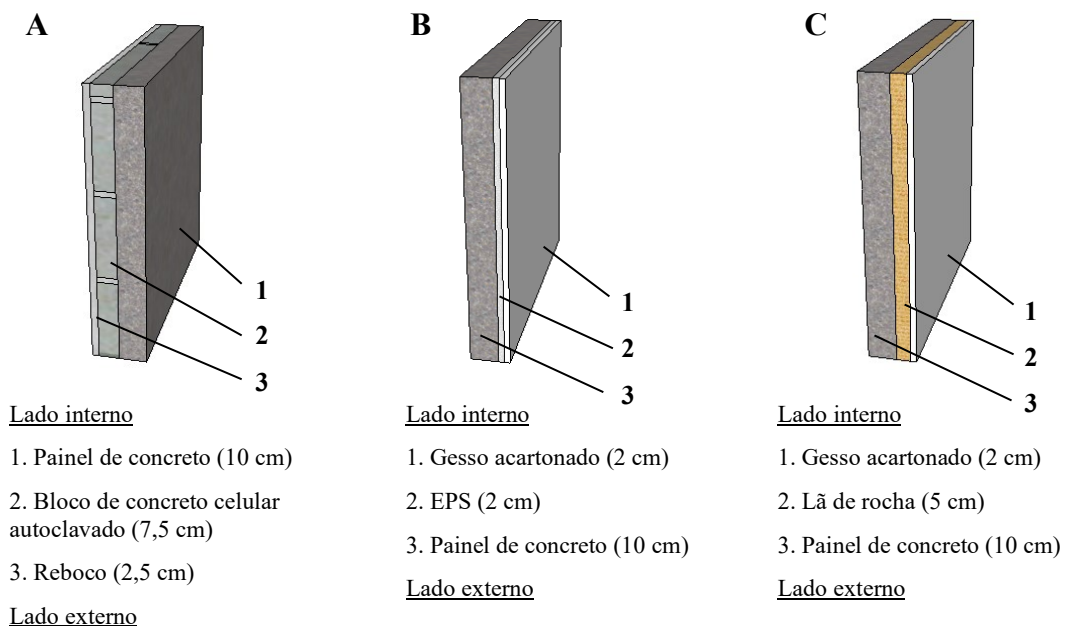 A
1
2
3
Lado interno
1. Painel de concreto (10 cm)
2. Bloco de concreto celular
autoclavado (7,5 cm)
3. Reboco (2,5 cm)
Lado externo
B
1
2
3
Lado interno
1. Gesso acartonado (2 cm)
2. EPS (2 cm)
3. Painel de concreto (10 cm)
Lado externo
C
1
2
3
Lado interno
1. Gesso acartonado (2 cm)
2. Lã de rocha (5 cm)
3. Painel de concreto (10 cm)
Lado externo